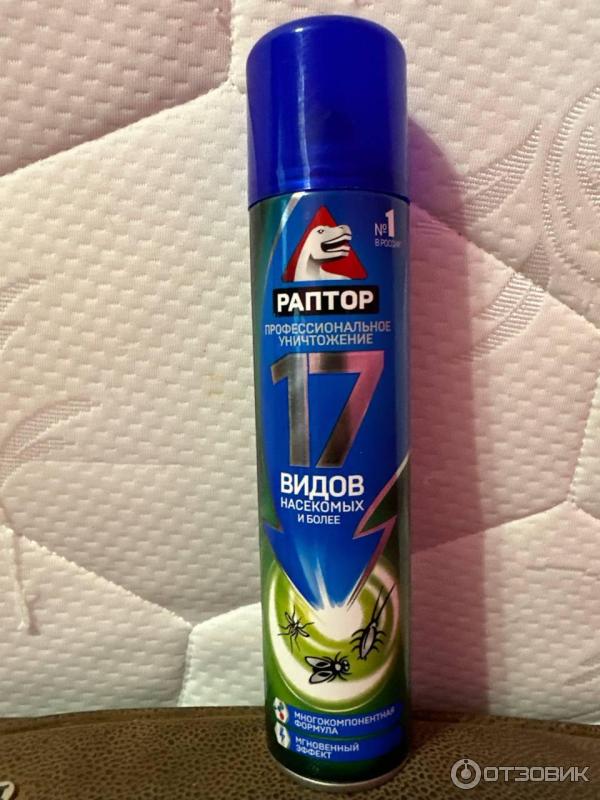 №1
В РОССИИ
РАПТОР
ПРОФЕССИОНАЛЬНОЕ
УНИЧТОЖЕНИЕ
17
ВИДОВ
НАСЕКОМЫХ
И БОЛЕЕ
МНОГОКОМПОНЕНТНАЯ
ФОРМУЛА
МГНОВЕННЫЙ
ЭФФЕКТ
ОТЗОВИК